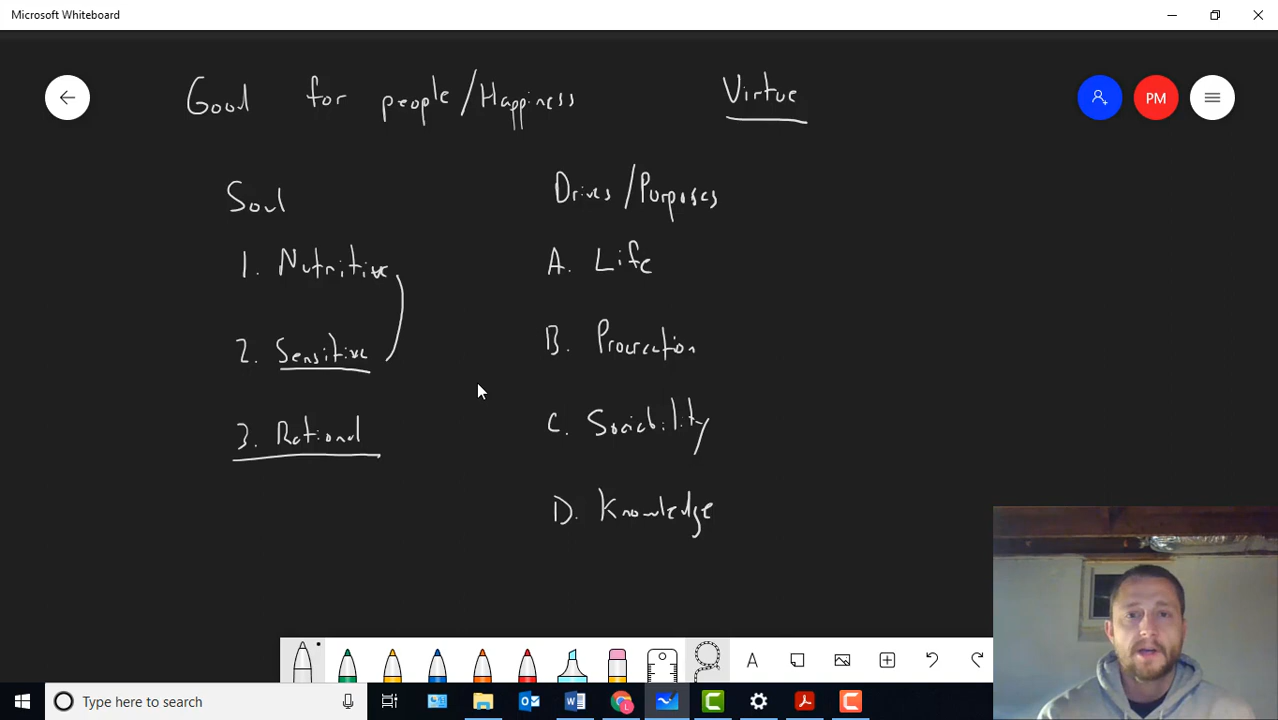 Microsoft Whiteboard
Good for people/Happiness
Virtue
PM
Soul
Drives/Purposes
1. Nutritive
A. Life
2. Sensitive
B. Procreation
3. Rational
C. Sociability
D. Knowledge
A
Type here to search